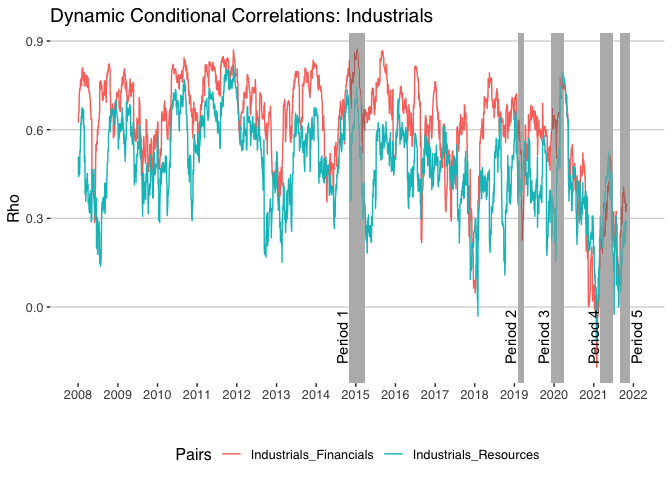 Dynamic Conditional Correlations: Industrials
Rho
0.9
0.6
0.3
0.0
Period 1
Period 2
Period 3
Period 4
Period 5
2008 2009 2010 2011 2012 2013 2014 2015 2016 2017 2018 2019 2020 2021 2022
Pairs Industrials_Financials Industrials_Resources